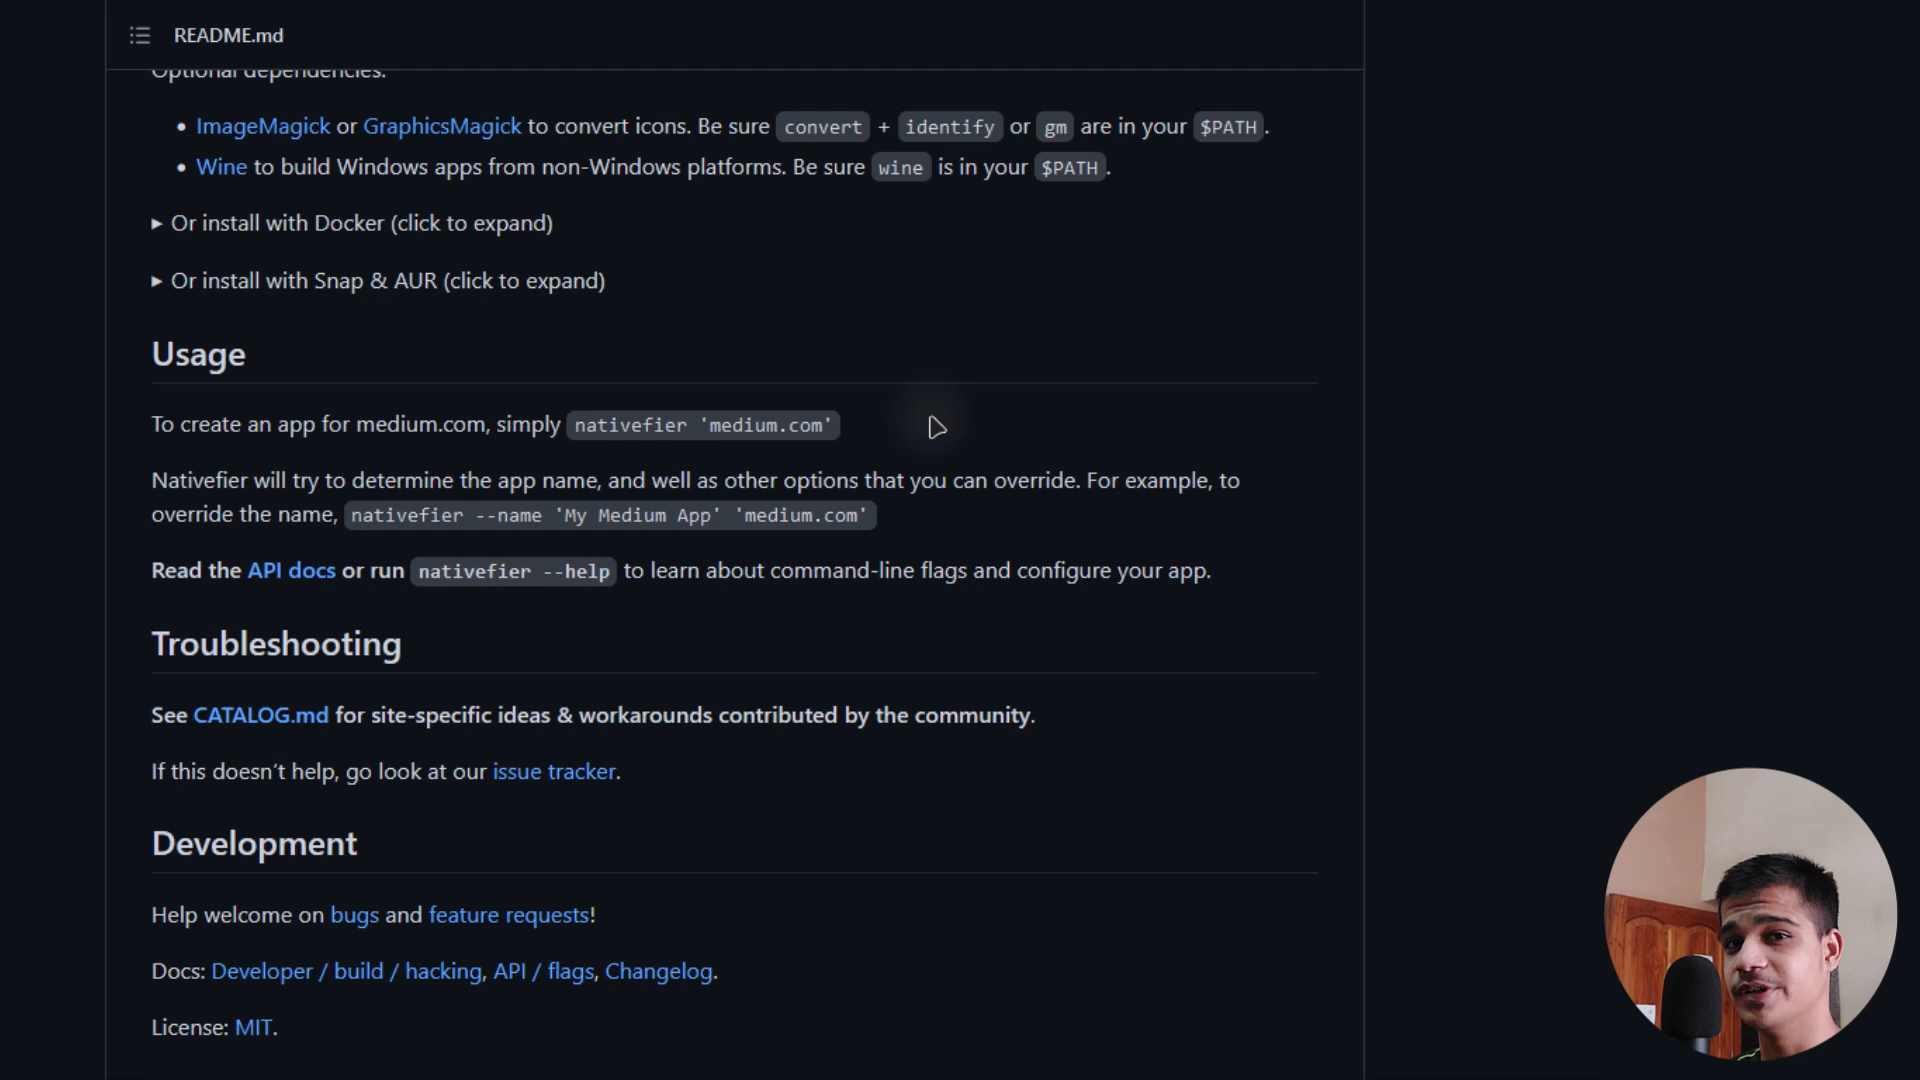 README.md
Optional dependencies:
• ImageMagick or GraphicsMagick to convert icons. Be sure convert + identify or gm are in your $PATH.
• Wine to build Windows apps from non-Windows platforms. Be sure wine is in your $PATH.
▸ Or install with Docker (click to expand)
▸ Or install with Snap & AUR (click to expand)
Usage
To create an app for medium.com, simply nativefier 'medium.com'
Nativefier will try to determine the app name, and well as other options that you can override. For example, to
override the name, nativefier --name 'My Medium App' 'medium.com'
Read the API docs or run nativefier --help to learn about command-line flags and configure your app.
Troubleshooting
See CATALOG.md for site-specific ideas & workarounds contributed by the community.
If this doesn't help, go look at our issue tracker.
Development
Help welcome on bugs and feature requests!
Docs: Developer / build / hacking, API / flags, Changelog.
License: MIT.